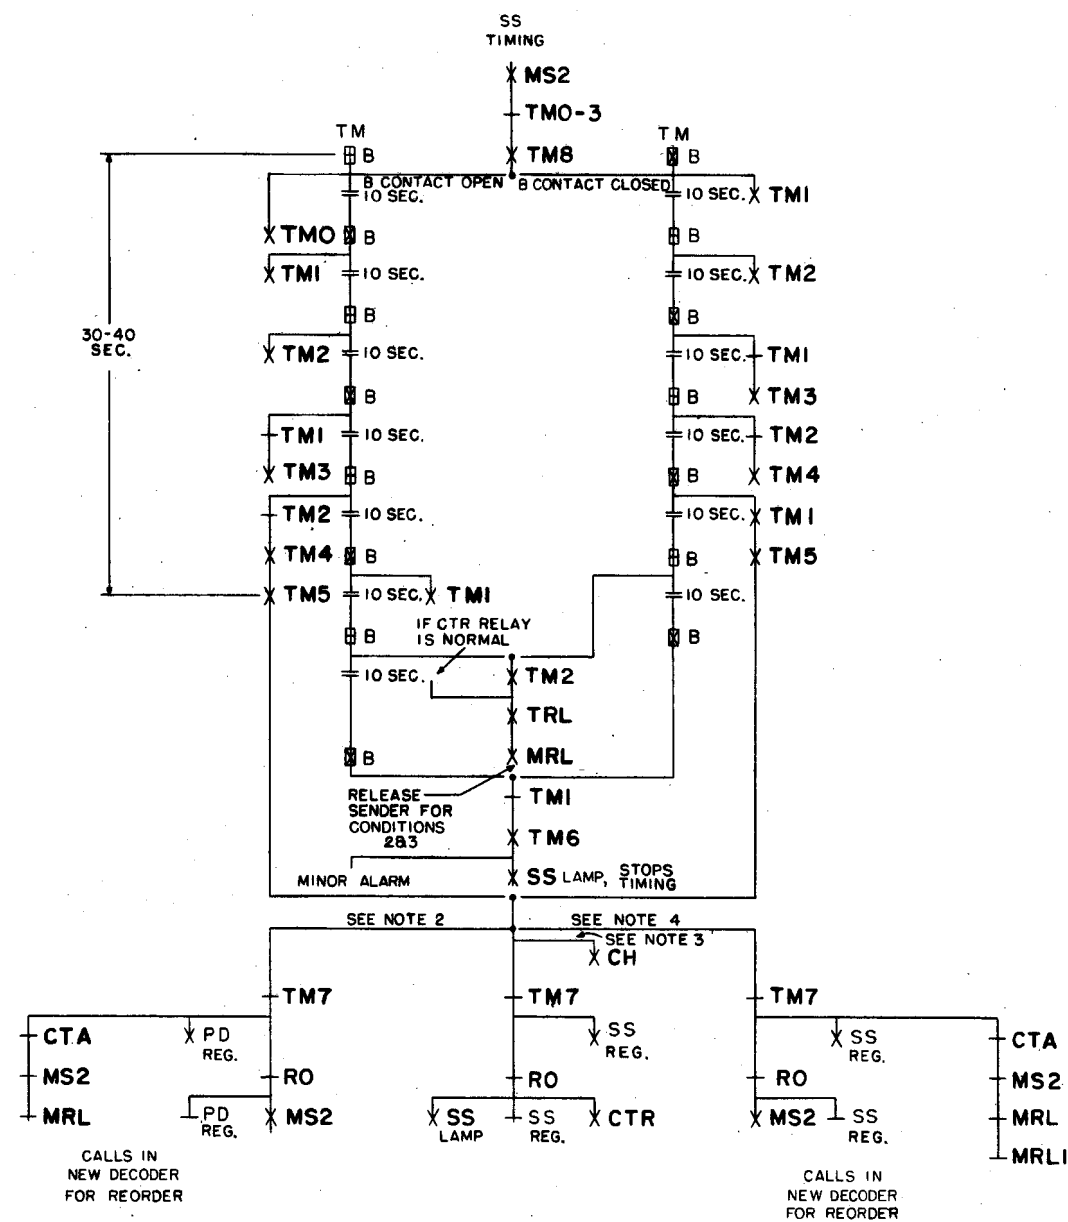 SS
TIMING
MS2
TMO-3
TM TM8 TM
B B
B CONTACT OPEN B CONTACT CLOSED
10 SEC. 10 SEC. TM1
TMO B B
TM1 10 SEC. 10 SEC. TM2
B B
30-40
SEC.
TM2 10 SEC. 10 SEC. TM1
B B TM3
TM1 10 SEC. 10 SEC. TM2
TM3 B B TM4
TM2 10 SEC. 10 SEC. TM1
TM4 B B TM5
TM5 10 SEC. TM1 10 SEC.
IF CTR RELAY
IS NORMAL
B B
10 SEC. TM2
TRL
B MRL
RELEASE
SENDER FOR
CONDITIONS
2&3
TM1
TM6
MINOR ALARM
SS LAMP, STOPS
TIMING
SEE NOTE 2 SEE NOTE 4
SEE NOTE 3
CH
TM7 TM7 TM7
CTA PD
REG.
SS
REG.
SS
REG.
CTA
MS2 RO RO RO MS2
MRL PD
REG.
MS2 SS
LAMP
SS
REG.
CTR MS2 SS
REG.
MRL
MRL1
CALLS IN
NEW DECODER
FOR REORDER
CALLS IN
NEW DECODER
FOR REORDER